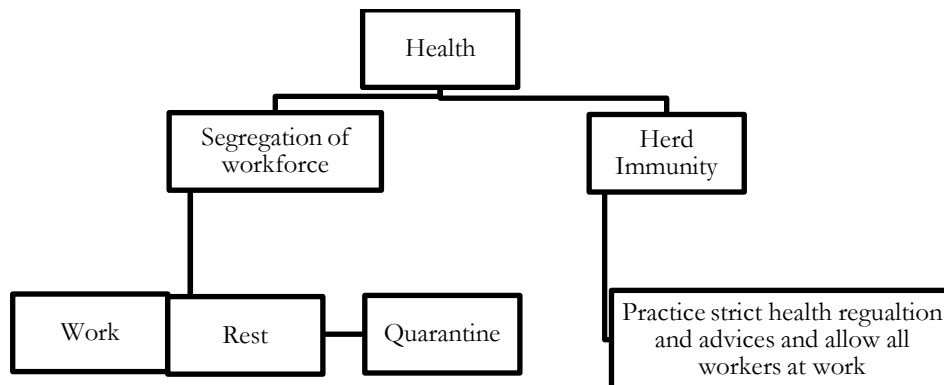 Health
Segregation of
workforce
Herd
Immunity
Work
Rest
Quarantine
Practice strict health regualtion
and advices and allow all
workers at work